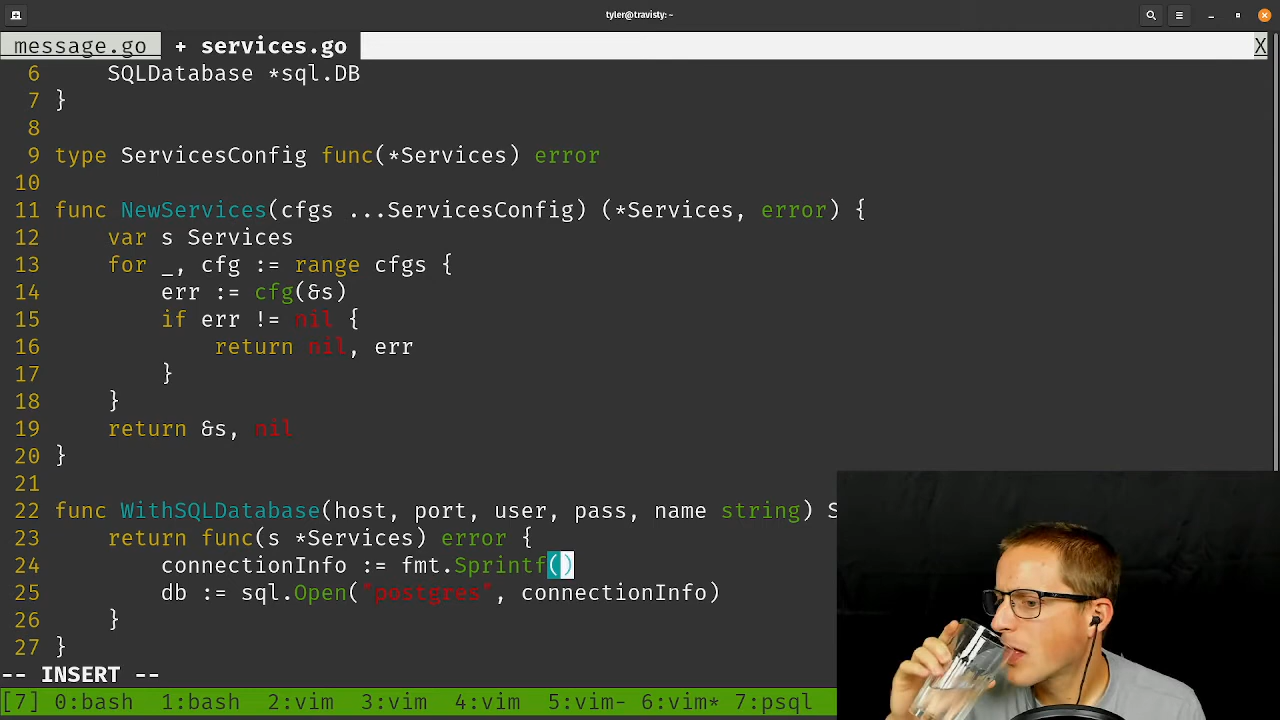 tyler@travisty: ~
message.go + services.go X
6 SQLDatabase *sql.DB
7 }
8
9 type ServicesConfig func(*Services) error
10
11 func NewServices(cfgs ...ServicesConfig) (*Services, error) {
12 var s Services
13 for _, cfg := range cfgs {
14 err := cfg(&s)
15 if err != nil {
16 return nil, err
17 }
18 }
19 return &s, nil
20 }
21
22 func WithSQLDatabase(host, port, user, pass, name string) S
23 return func(s *Services) error {
24 connectionInfo := fmt.Sprintf()
25 db := sql.Open("postgres", connectionInfo)
26 }
27 }
-- INSERT --
[7] 0:bash 1:bash 2:vim 3:vim 4:vim 5:vim- 6:vim* 7:psql